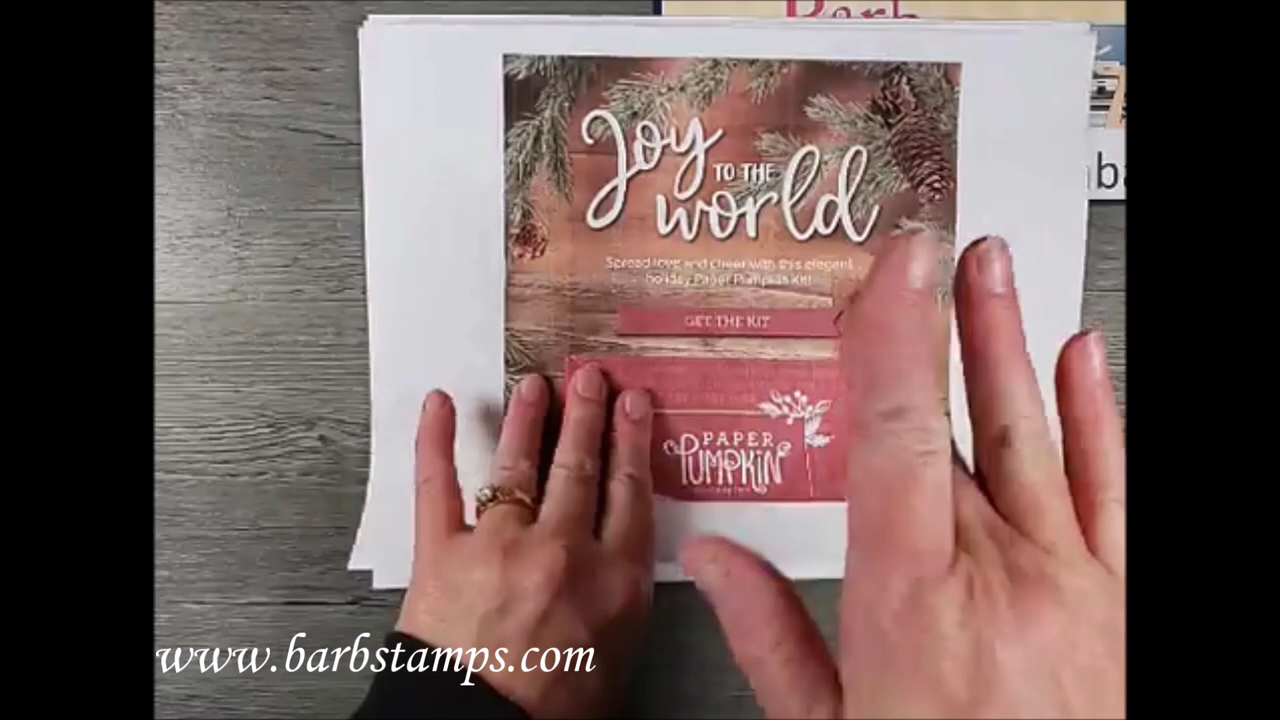 Barb
Joy
TO THE
world
Spread love and cheer with this elegant
holiday Paper Pumpkin Kit!
GET THE KIT
PAPER
PUMPKIN
www.barbstamps.com